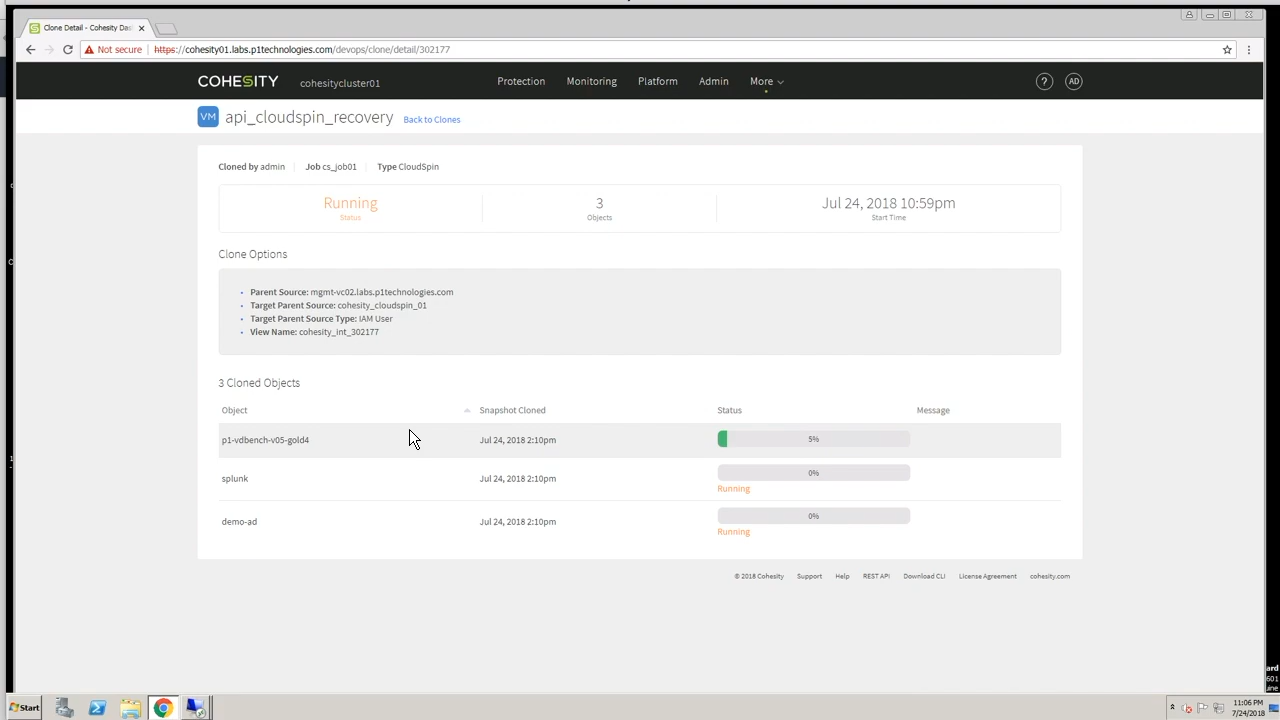 Clone Detail - Cohesity Das
Not secure https://cohesity01.labs.p1technologies.com/devops/clone/detail/302177
COHESITY cohesitycluster01 Protection Monitoring Platform Admin More ? AD
VM api_cloudspin_recovery Back to Clones
Cloned by admin Job cs_job01 Type CloudSpin
Running 3 Jul 24, 2018 10:59pm
Status Objects Start Time
Clone Options
Parent Source: mgmt-vc02.labs.p1technologies.com
Target Parent Source: cohesity_cloudspin_01
Target Parent Source Type: IAM User
View Name: cohesity_int_302177
3 Cloned Objects
Object Snapshot Cloned Status Message
p1-vdbench-v05-gold4 Jul 24, 2018 2:10pm 5%
splunk Jul 24, 2018 2:10pm 0%
Running
demo-ad Jul 24, 2018 2:10pm 0%
Running
© 2018 Cohesity Support Help REST API Download CLI License Agreement cohesity.com
ard
601
Start 11:06 PM
7/24/2018